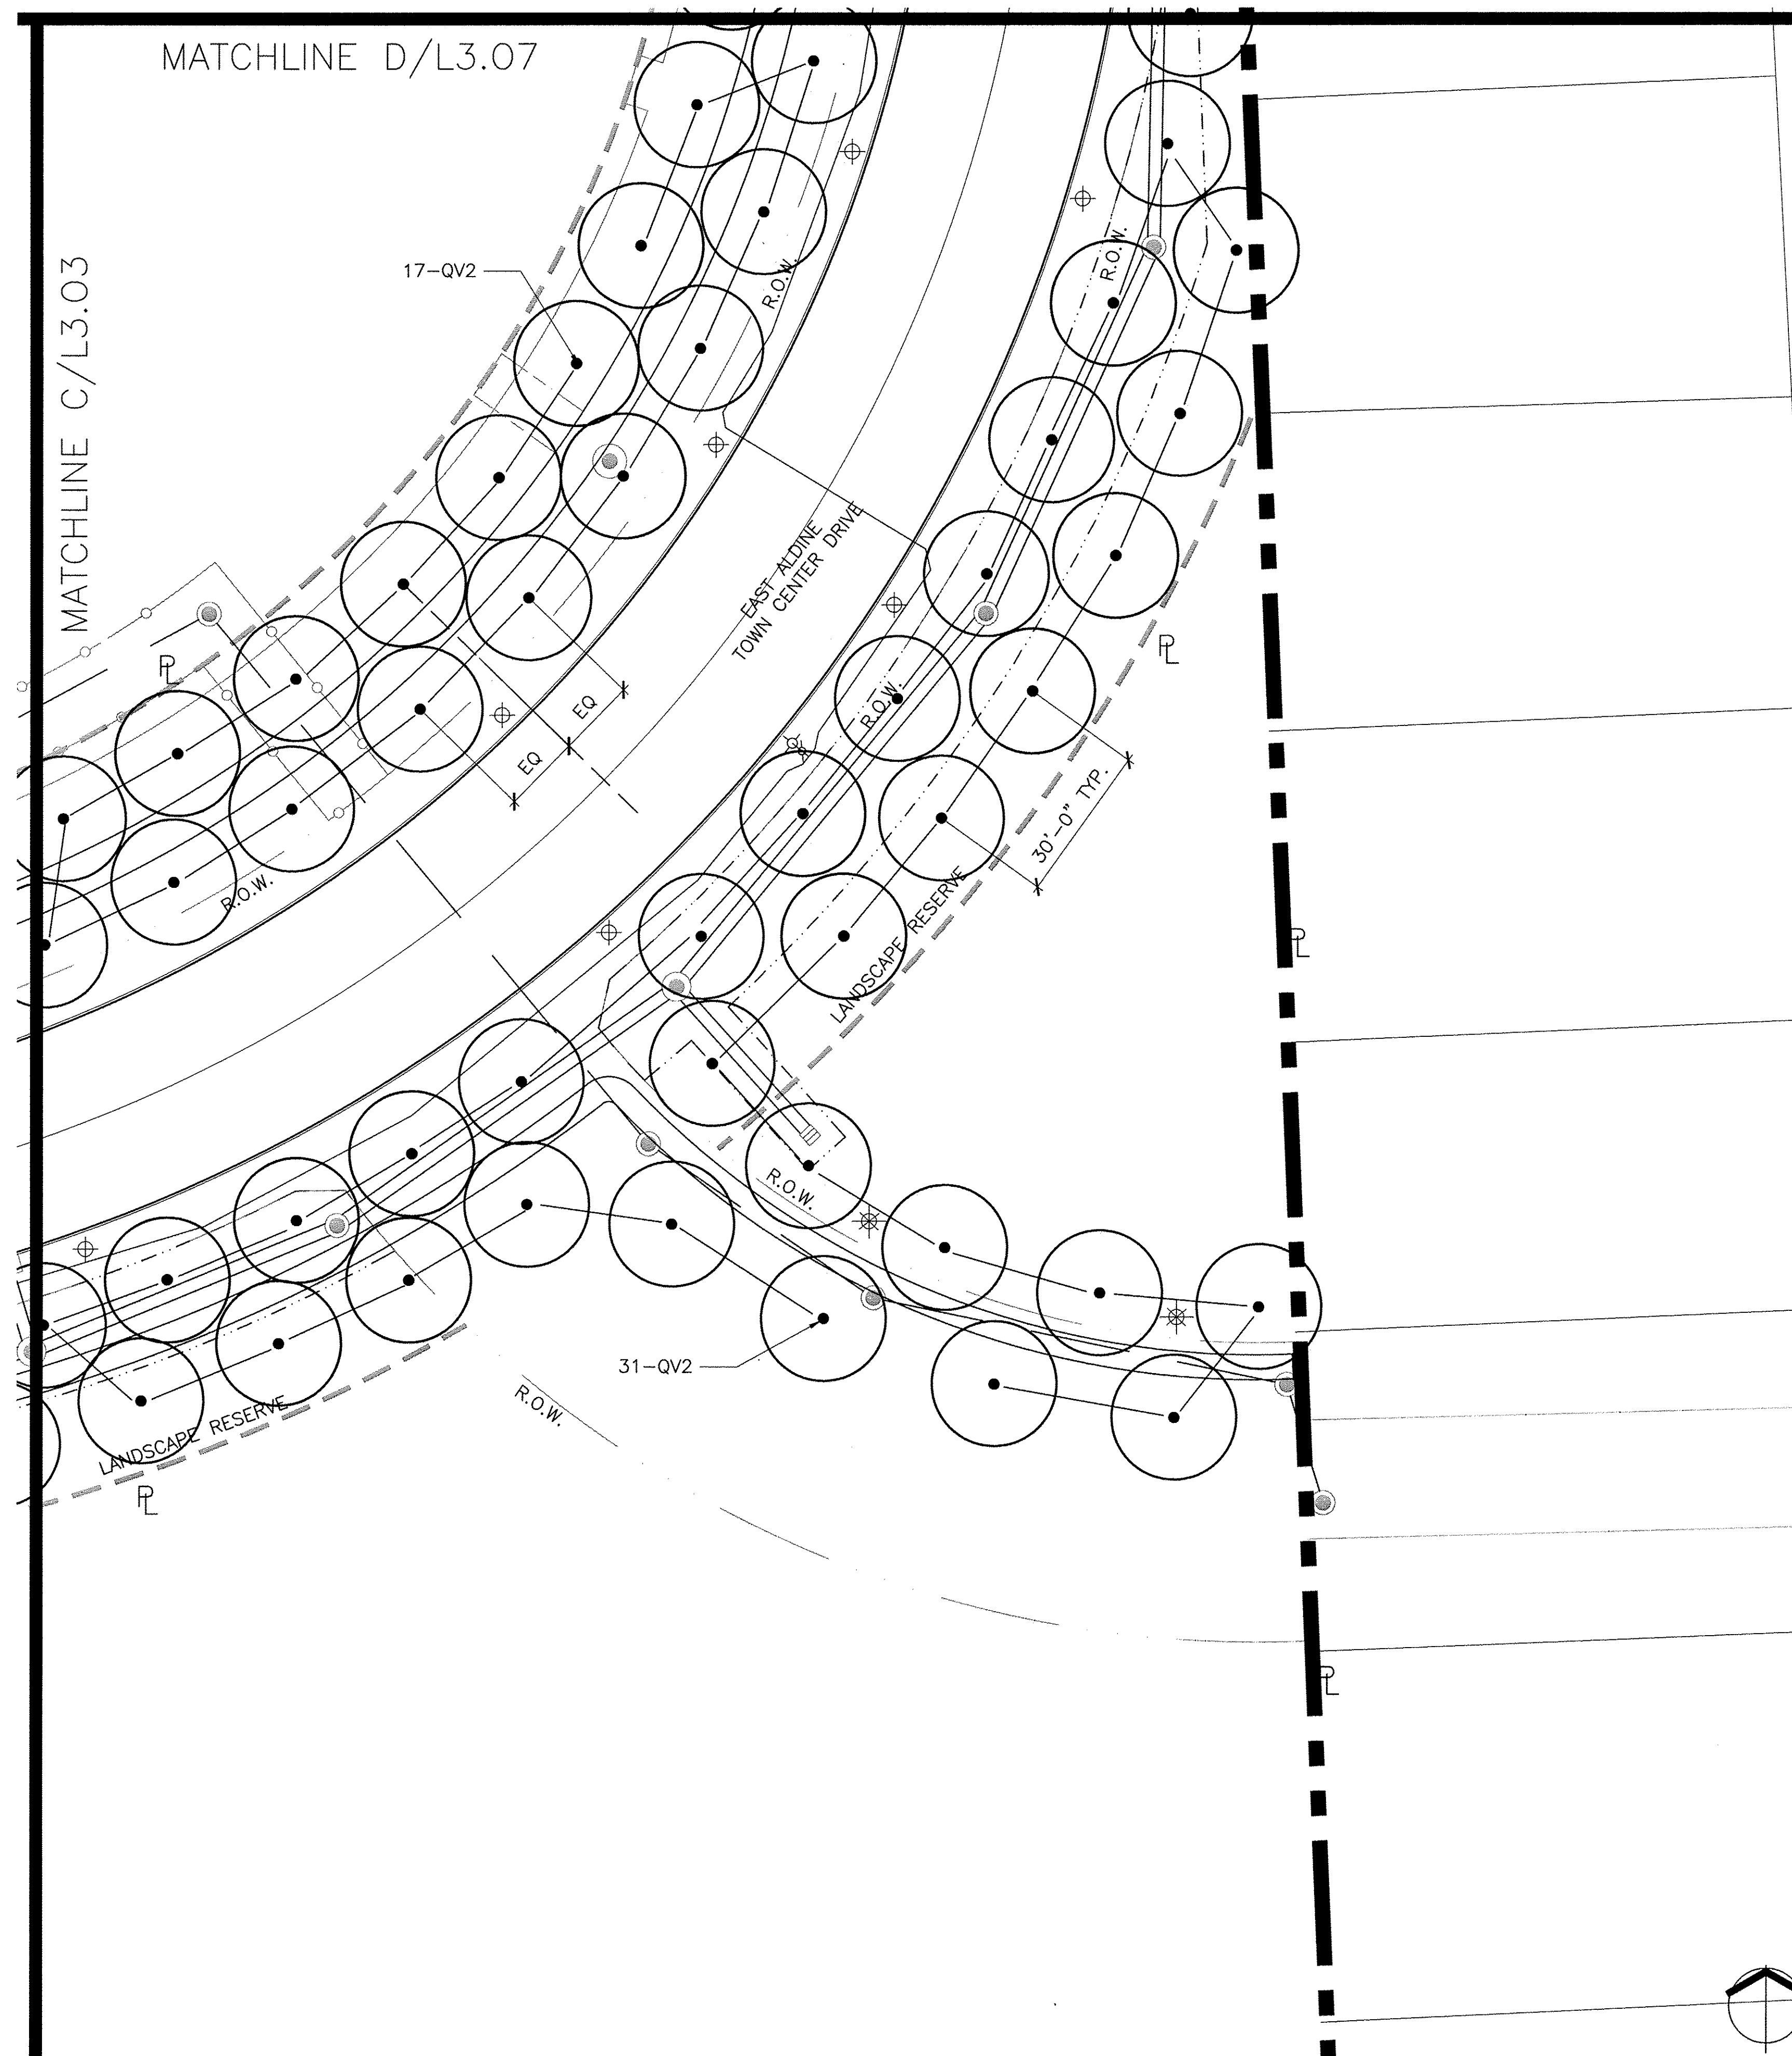 MATCHLINE D/L3.07
MATCHLINE C/L3.03
17-QV2
R.O.W.
R.O.W.
EAST ALDINE
TOWN CENTER DRIVE
PL
PL
EQ
EQ
R.O.W.
30'-0" TYP.
R.O.W.
LANDSCAPE RESERVE
PL
R.O.W.
31-QV2
R.O.W.
LANDSCAPE RESERVE
PL
PL